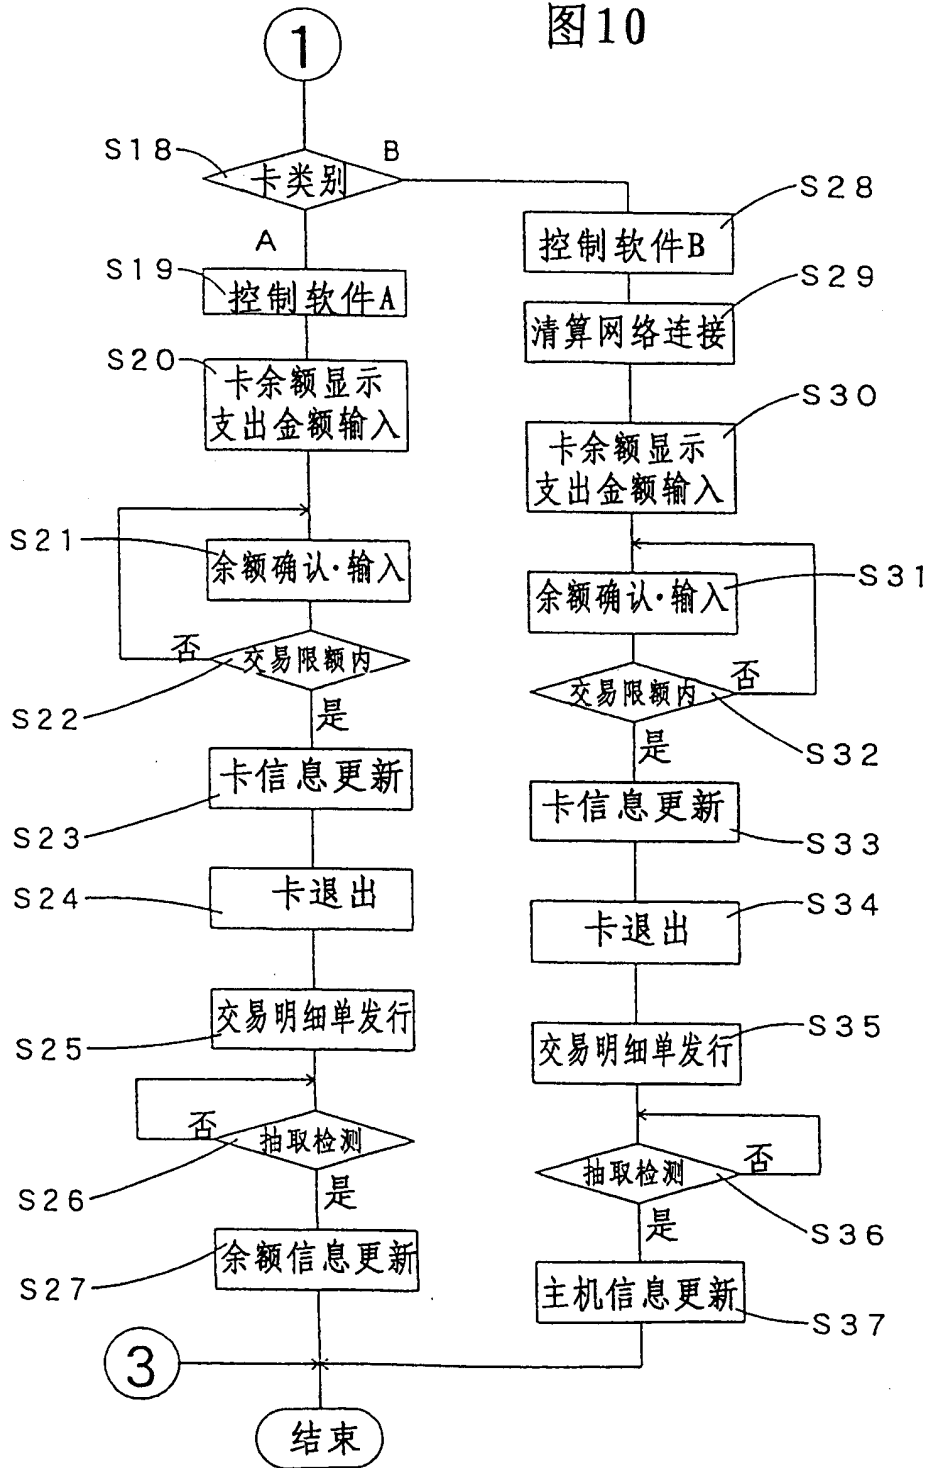 图10
1
S18
卡类别
B
A
S19
控制软件A
S20
卡余额显示
支出金额输入
S21
余额确认·输入
否
交易限额内
S22
是
卡信息更新
S23
S24
卡退出
交易明细单发行
S25
否
抽取检测
S26
是
余额信息更新
S27
S28
控制软件B
S29
清算网络连接
S30
卡余额显示
支出金额输入
S31
余额确认·输入
交易限额内
否
S32
是
卡信息更新
S33
S34
卡退出
S35
交易明细单发行
抽取检测
否
S36
是
主机信息更新
S37
3
结束